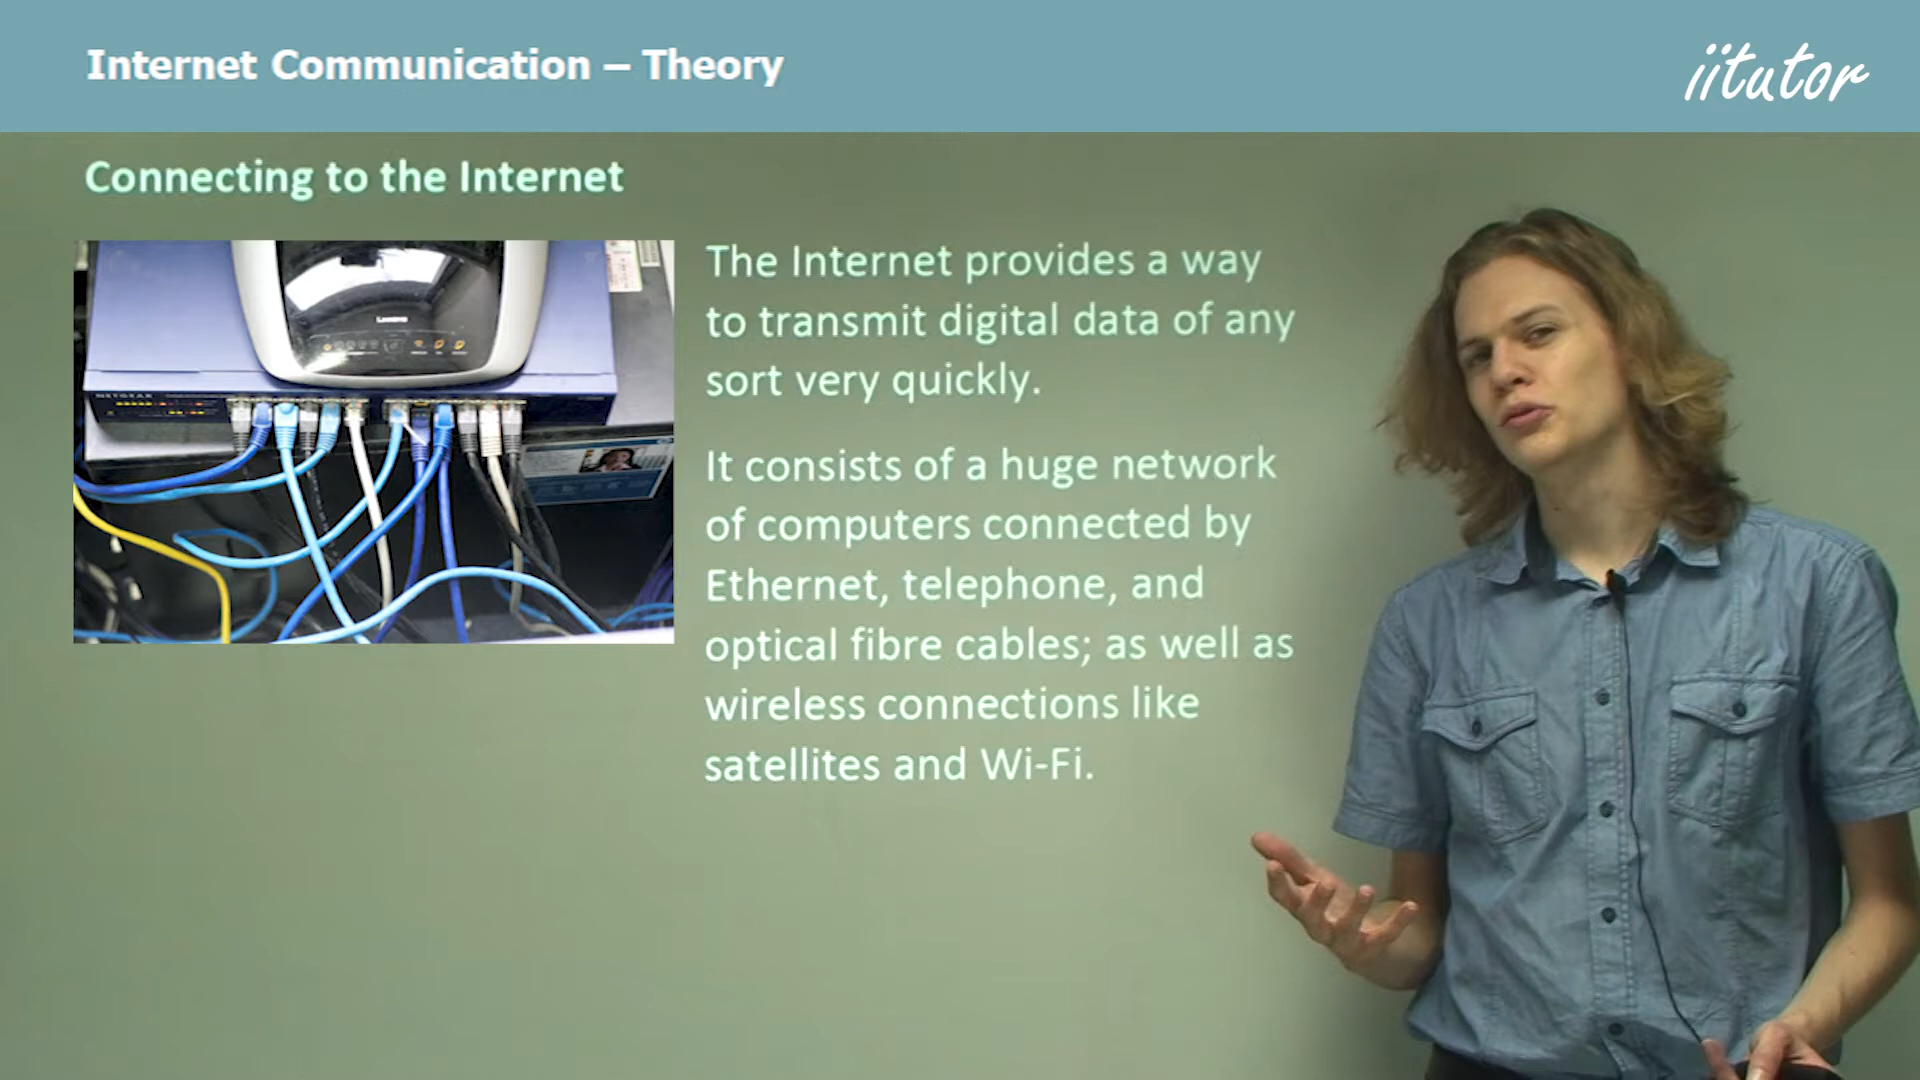 Internet Communication – Theory
iitutor
Connecting to the Internet
LINKSYS
NETGEAR
The Internet provides a way
to transmit digital data of any
sort very quickly.
It consists of a huge network
of computers connected by
Ethernet, telephone, and
optical fibre cables; as well as
wireless connections like
satellites and Wi-Fi.